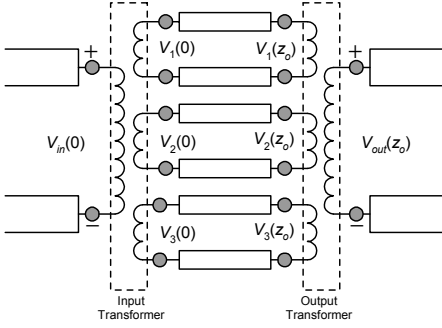 +
V1(0)
V1(zo)
+
Vin(0)
V2(0)
V2(zo)
Vout(zo)
–
V3(0)
V3(zo)
–
Input
Transformer
Output
Transformer